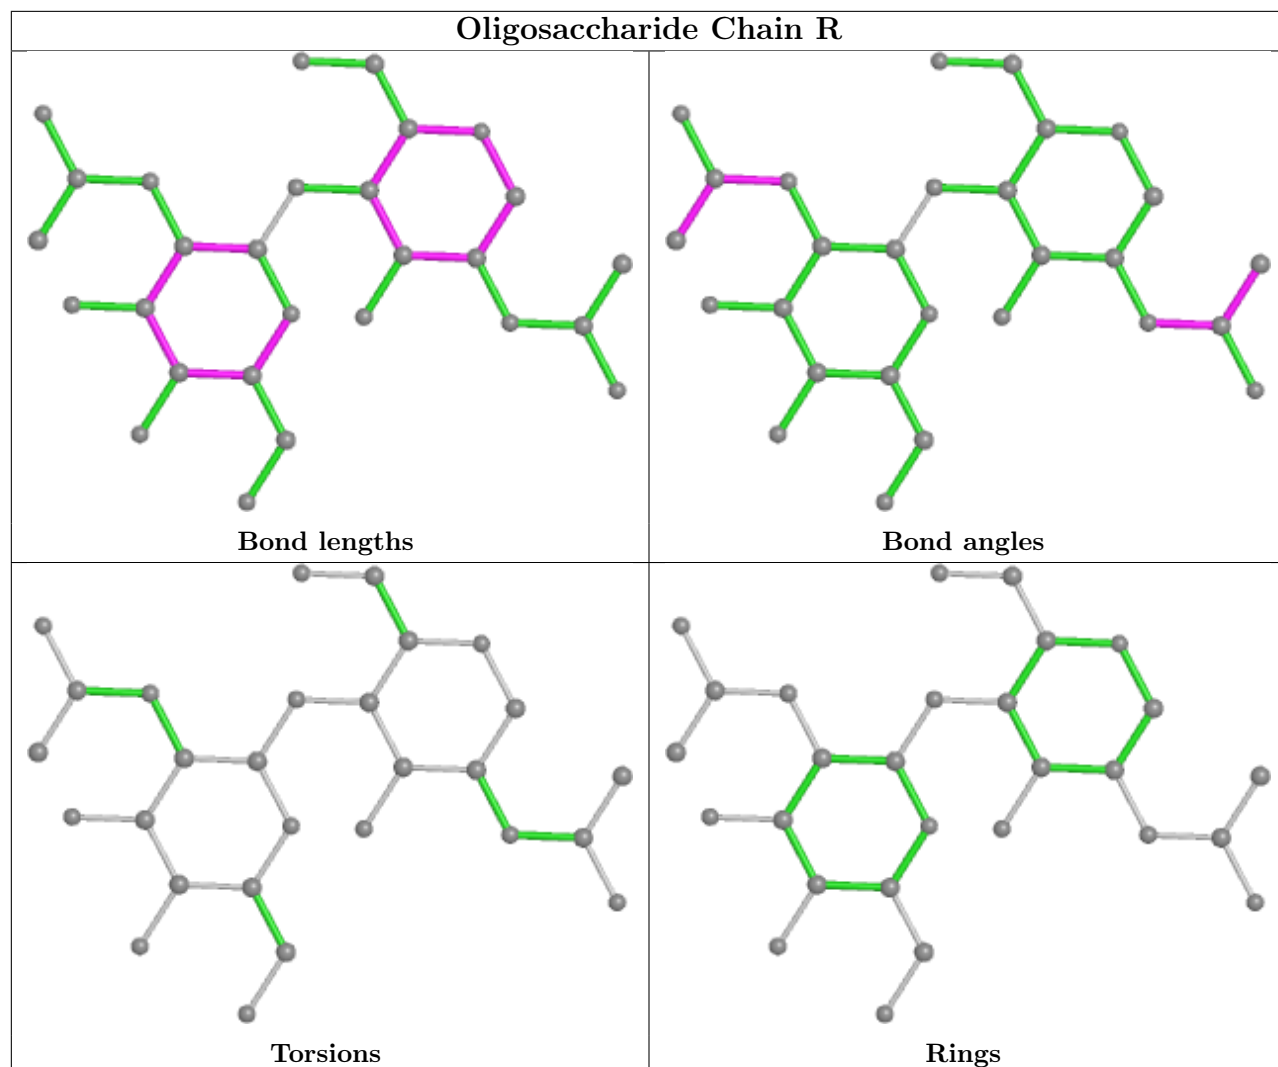 Oligosaccharide Chain R
Bond lengths
Bond angles
Torsions
Rings